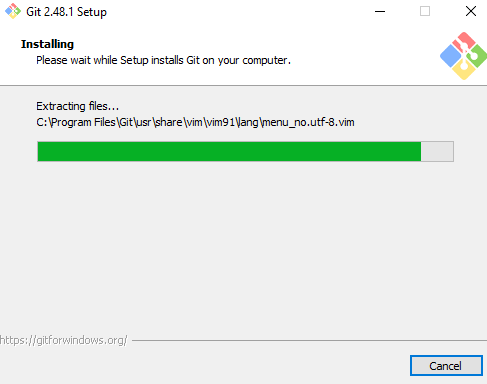 Git 2.48.1 Setup
Installing
Please wait while Setup installs Git on your computer.
Extracting files...
C:\Program Files\Git\usr\share\vim\vim91\lang\menu_no.utf-8.vim
https://gitforwindows.org/
Cancel